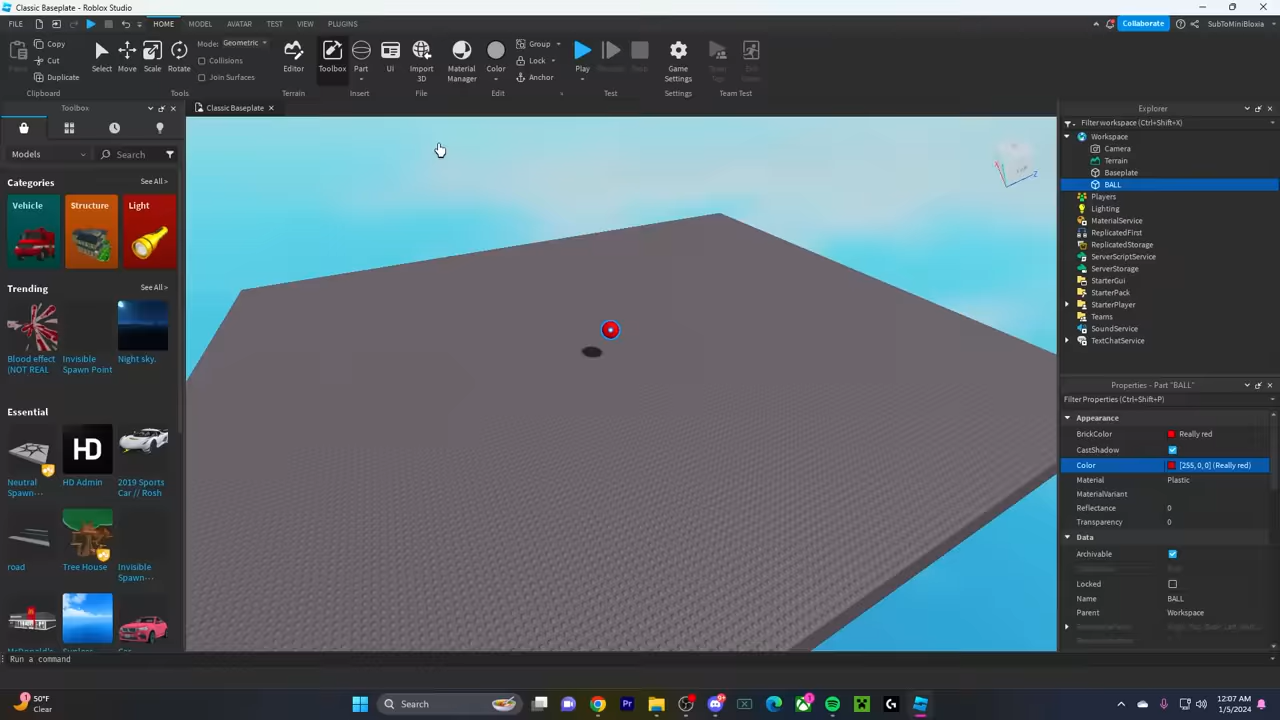 Classic Baseplate - Roblox Studio
FILE HOME MODEL AVATAR TEST VIEW PLUGINS Collaborate SubToMiniBloxia
Copy Cut Duplicate Clipboard
Select Move Scale Rotate Mode: Geometric Collisions Join Surfaces Tools
Editor Terrain
Toolbox Part UI Insert
Import 3D File
Material Manager Color Group Lock Anchor Edit
Play Test
Game Settings Settings
Team Test
Toolbox
Models Search
Categories See All >
Vehicle Structure Light
Trending See All >
Blood effect (NOT REAL
Invisible Spawn Point
Night sky.
Essential See All >
HD
Neutral Spawn···
HD Admin
2019 Sports Car // Rosh
road
Tree House
Invisible Spawn···
Classic Baseplate
Z
Explorer
Filter workspace (Ctrl+Shift+X)
Workspace
Camera
Terrain
Baseplate
BALL
Players
Lighting
MaterialService
ReplicatedFirst
ReplicatedStorage
ServerScriptService
ServerStorage
StarterGui
StarterPack
StarterPlayer
Teams
SoundService
TextChatService
Properties - Part "BALL"
Filter Properties (Ctrl+Shift+P)
Appearance
BrickColor Really red
CastShadow
Color [255, 0, 0] (Really red)
Material Plastic
MaterialVariant
Reflectance 0
Transparency 0
Data
Archivable
Locked
Name BALL
Parent Workspace
Run a command
50°F
Clear
Search
12:07 AM
1/5/2024